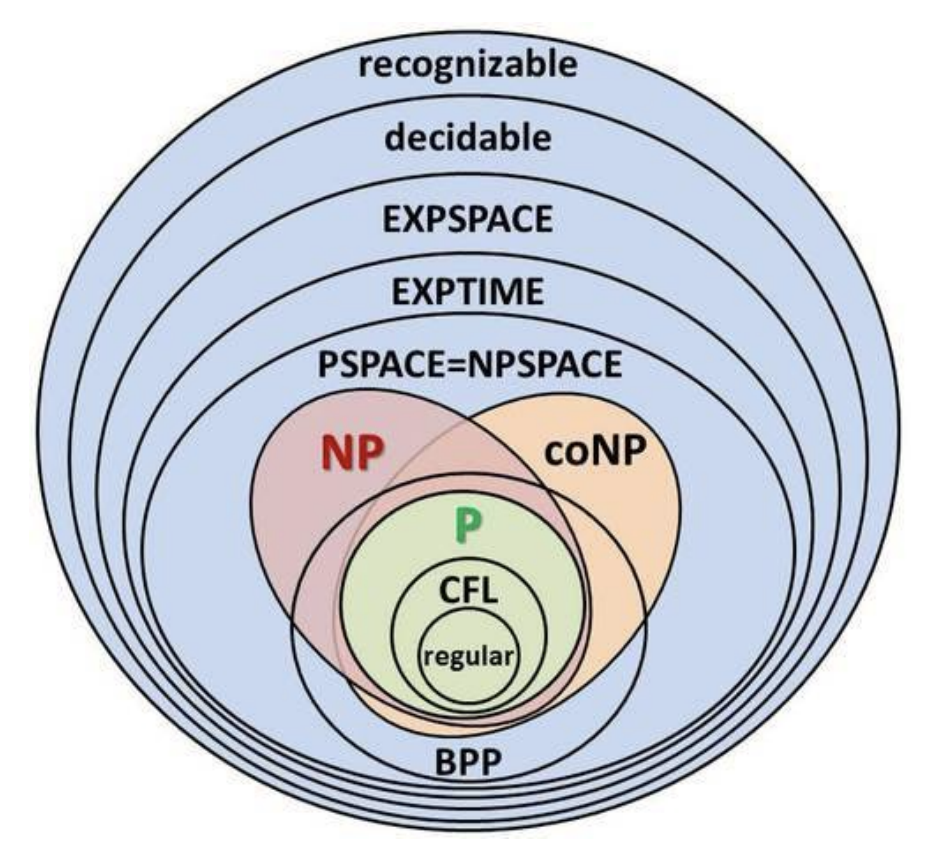 recognizable
decidable
EXPSPACE
EXPTIME
PSPACE=NPSPACE
NP
coNP
P
CFL
regular
BPP